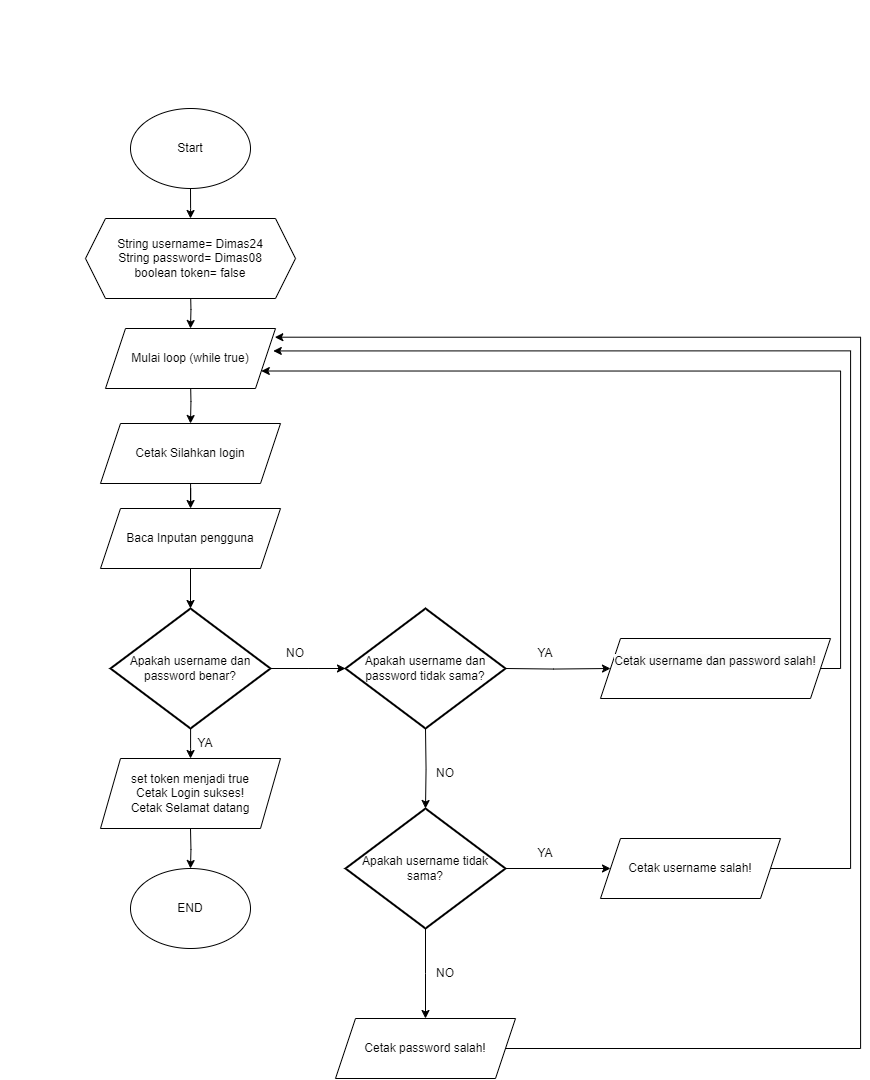 Start
String username= Dimas24
String password= Dimas08
boolean token= false
Mulai loop (while true)
Cetak Silahkan login
Baca Inputan pengguna
Apakah username dan
password benar?
NO
Apakah username dan
password tidak sama?
YA
Cetak username dan password salah!
YA
set token menjadi true
Cetak Login sukses!
Cetak Selamat datang
NO
Apakah username tidak
sama?
YA
Cetak username salah!
END
NO
Cetak password salah!